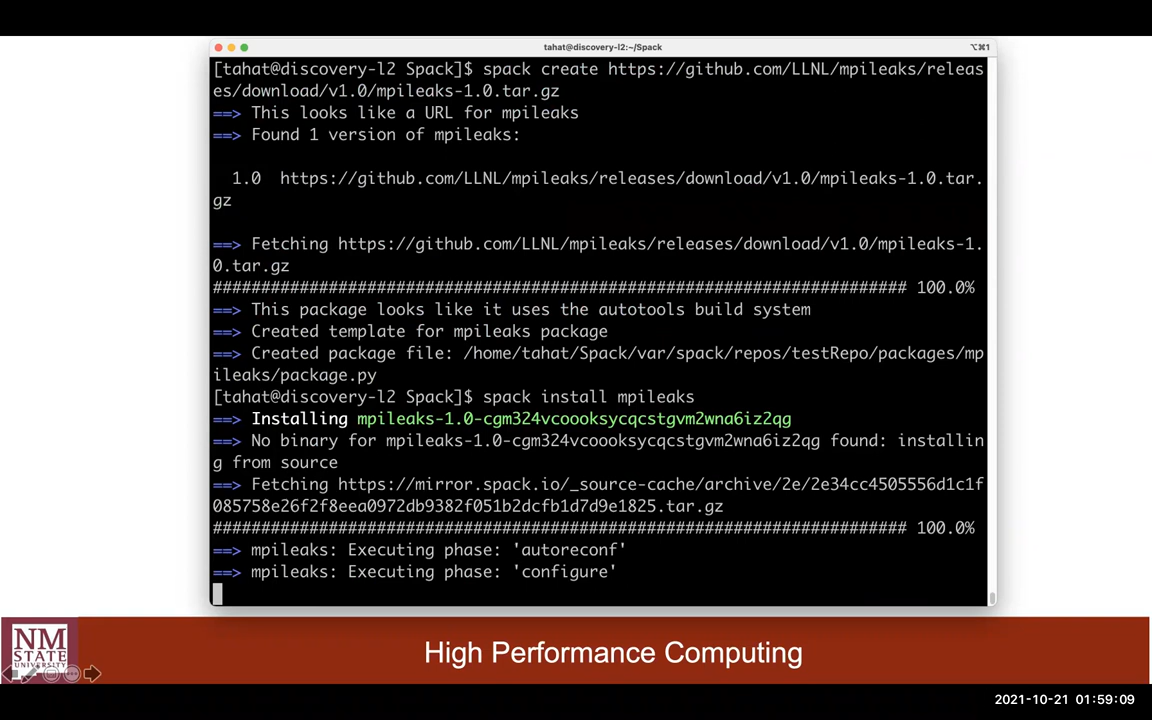 tahat@discovery-l2:~/Spack
⌥⌘1
[tahat@discovery-l2 Spack]$ spack create https://github.com/LLNL/mpileaks/releas
es/download/v1.0/mpileaks-1.0.tar.gz
==> This looks like a URL for mpileaks
==> Found 1 version of mpileaks:
1.0  https://github.com/LLNL/mpileaks/releases/download/v1.0/mpileaks-1.0.tar.
gz
==> Fetching https://github.com/LLNL/mpileaks/releases/download/v1.0/mpileaks-1.
0.tar.gz
######################################################################## 100.0%
==> This package looks like it uses the autotools build system
==> Created template for mpileaks package
==> Created package file: /home/tahat/Spack/var/spack/repos/testRepo/packages/mp
ileaks/package.py
[tahat@discovery-l2 Spack]$ spack install mpileaks
==> Installing mpileaks-1.0-cgm324vcoooksycqcstgvm2wna6iz2qg
==> No binary for mpileaks-1.0-cgm324vcoooksycqcstgvm2wna6iz2qg found: installin
g from source
==> Fetching https://mirror.spack.io/_source-cache/archive/2e/2e34cc4505556d1c1f
085758e26f2f8eea0972db9382f051b2dcfb1d7d9e1825.tar.gz
######################################################################## 100.0%
==> mpileaks: Executing phase: 'autoreconf'
==> mpileaks: Executing phase: 'configure'
NM
STATE
UNIVERSITY
High Performance Computing
2021-10-21 01:59:09